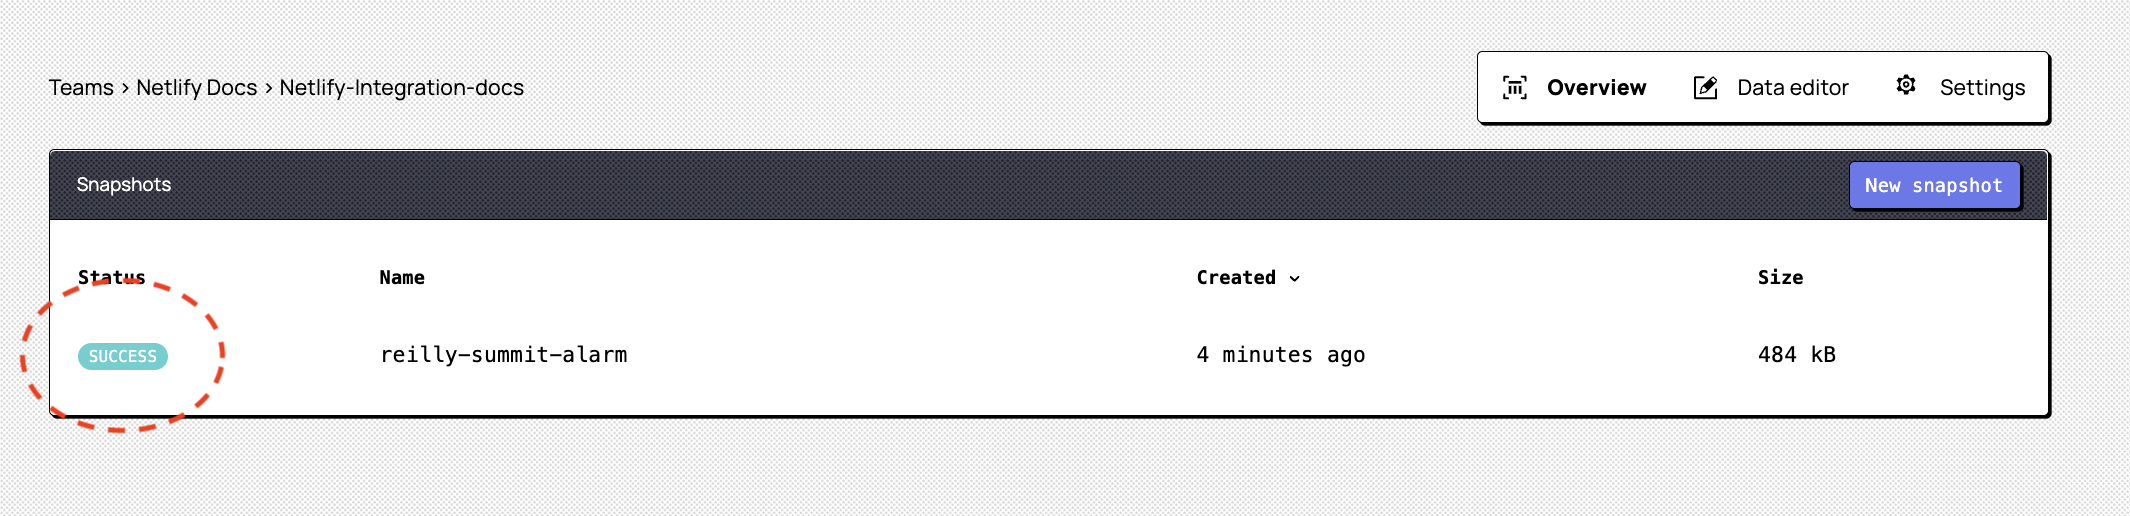 Teams › Netlify Docs › Netlify-Integration-docs
Overview
Data editor
Settings
Snapshots
New snapshot
Status Name Created Size
SUCCESS reilly-summit-alarm 4 minutes ago 484 kB